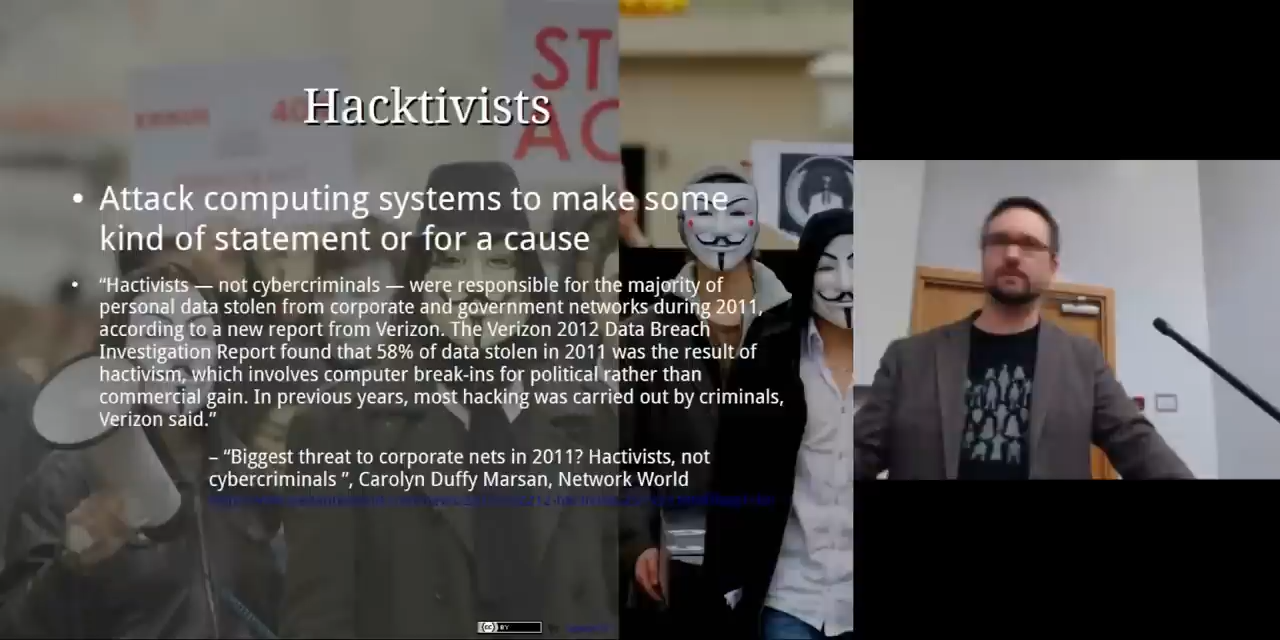 ST
AC
40
Hacktivists
• Attack computing systems to make some
kind of statement or for a cause
• “Hactivists — not cybercriminals — were responsible for the majority of
personal data stolen from corporate and government networks during 2011,
according to a new report from Verizon. The Verizon 2012 Data Breach
Investigation Report found that 58% of data stolen in 2011 was the result of
hactivism, which involves computer break-ins for political rather than
commercial gain. In previous years, most hacking was carried out by criminals,
Verizon said.”
– “Biggest threat to corporate nets in 2011? Hactivists, not
cybercriminals ”, Carolyn Duffy Marsan, Network World
CC BY